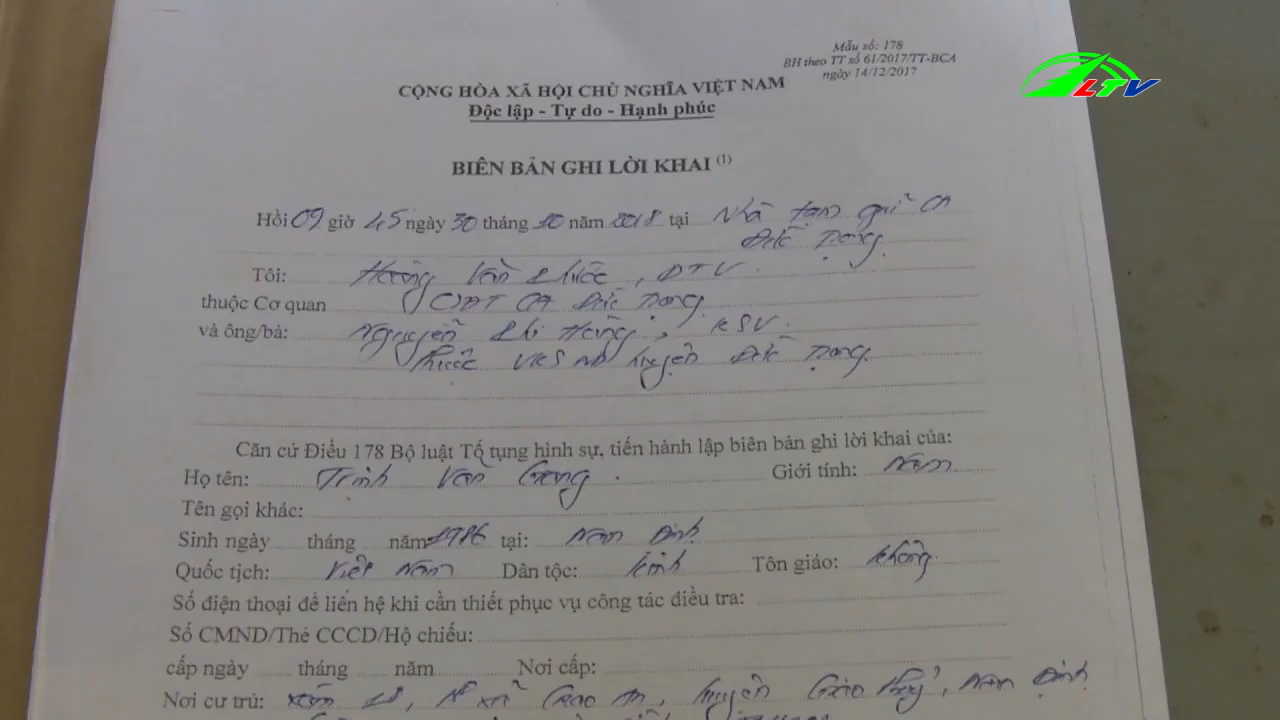 Mẫu số: 178
BH theo TT số 61/2017/TT-BCA
ngày 14/12/2017
LTV
CỘNG HÒA XÃ HỘI CHỦ NGHĨA VIỆT NAM
Độc lập - Tự do - Hạnh phúc
BIÊN BẢN GHI LỜI KHAI (1)
Hồi 09 giờ 45 ngày 30 tháng 10 năm 2018 tại Nhà tạm giữ CA
Đức Trọng
Tôi: Văn, ĐTV
thuộc Cơ quan CSĐT CA Đức Trọng
và ông/bà: Nguyễn Hồng, KSV.
thuộc VKSND huyện Đức Trọng
Căn cứ Điều 178 Bộ luật Tố tụng hình sự, tiến hành lập biên bản ghi lời khai của:
Họ tên: Trịnh Văn Giới tính: Nam
Tên gọi khác:
Sinh ngày tháng năm 1986 tại: Nam Định
Quốc tịch: Việt Nam Dân tộc: Kinh Tôn giáo: không
Số điện thoại để liên hệ khi cần thiết phục vụ công tác điều tra:
Số CMND/Thẻ CCCD/Hộ chiếu:
cấp ngày tháng năm Nơi cấp:
Nơi cư trú: xóm 18, xã Giao An, huyện Giao Thủy, Nam Định